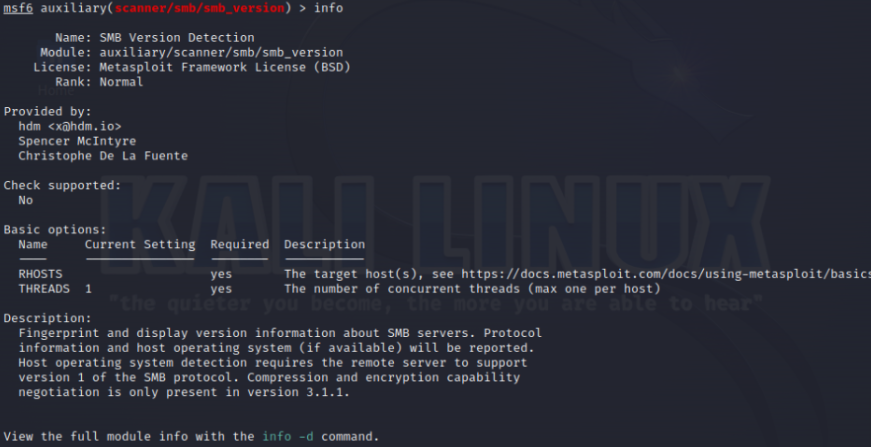 msf6 auxiliary(scanner/smb/smb_version) > info
Name: SMB Version Detection
Module: auxiliary/scanner/smb/smb_version
License: Metasploit Framework License (BSD)
Rank: Normal
Provided by:
hdm <x@hdm.io>
Spencer McIntyre
Christophe De La Fuente
Check supported:
No
Basic options:
Name Current Setting Required Description
RHOSTS yes The target host(s), see https://docs.metasploit.com/docs/using-metasploit/basics
THREADS 1 yes The number of concurrent threads (max one per host)
Description:
Fingerprint and display version information about SMB servers. Protocol
information and host operating system (if available) will be reported.
Host operating system detection requires the remote server to support
version 1 of the SMB protocol. Compression and encryption capability
negotiation is only present in version 3.1.1.
View the full module info with the info -d command.
KALI LINUX
"the quieter you become, the more you are able to hear"